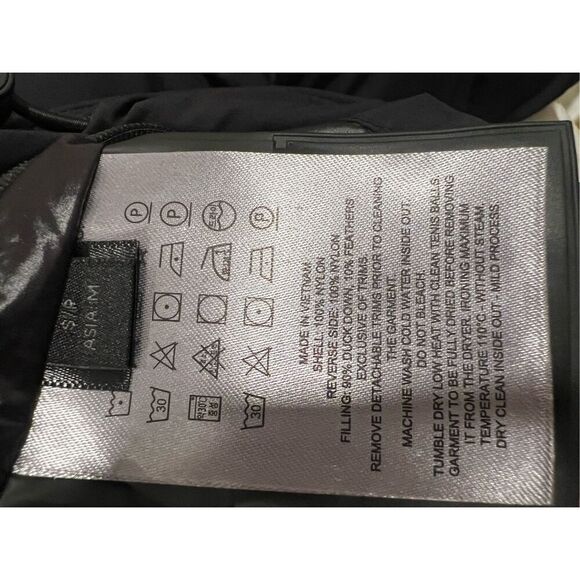 S/P
ASIA:M
MADE IN VIETNAM
SHELL: 100% NYLON
REVERSE SIDE: 100% NYLON
FILLING: 90% DUCK DOWN, 10% FEATHERS
EXCLUSIVE OF TRIMS.
REMOVE DETACHABLE TRIMS PRIOR TO CLEANING
THE GARMENT.
MACHINE WASH COLD WATER INSIDE OUT.
DO NOT BLEACH.
TUMBLE DRY LOW HEAT WITH CLEAN TENIS BALLS.
GARMENT TO BE FULLY DRIED BEFORE REMOVING
IT FROM THE DRYER. IRONING MAXIMUM
TEMPERATURE 110°C - WITHOUT STEAM.
DRY CLEAN INSIDE OUT - MILD PROCESS.
P
P
P
30
30